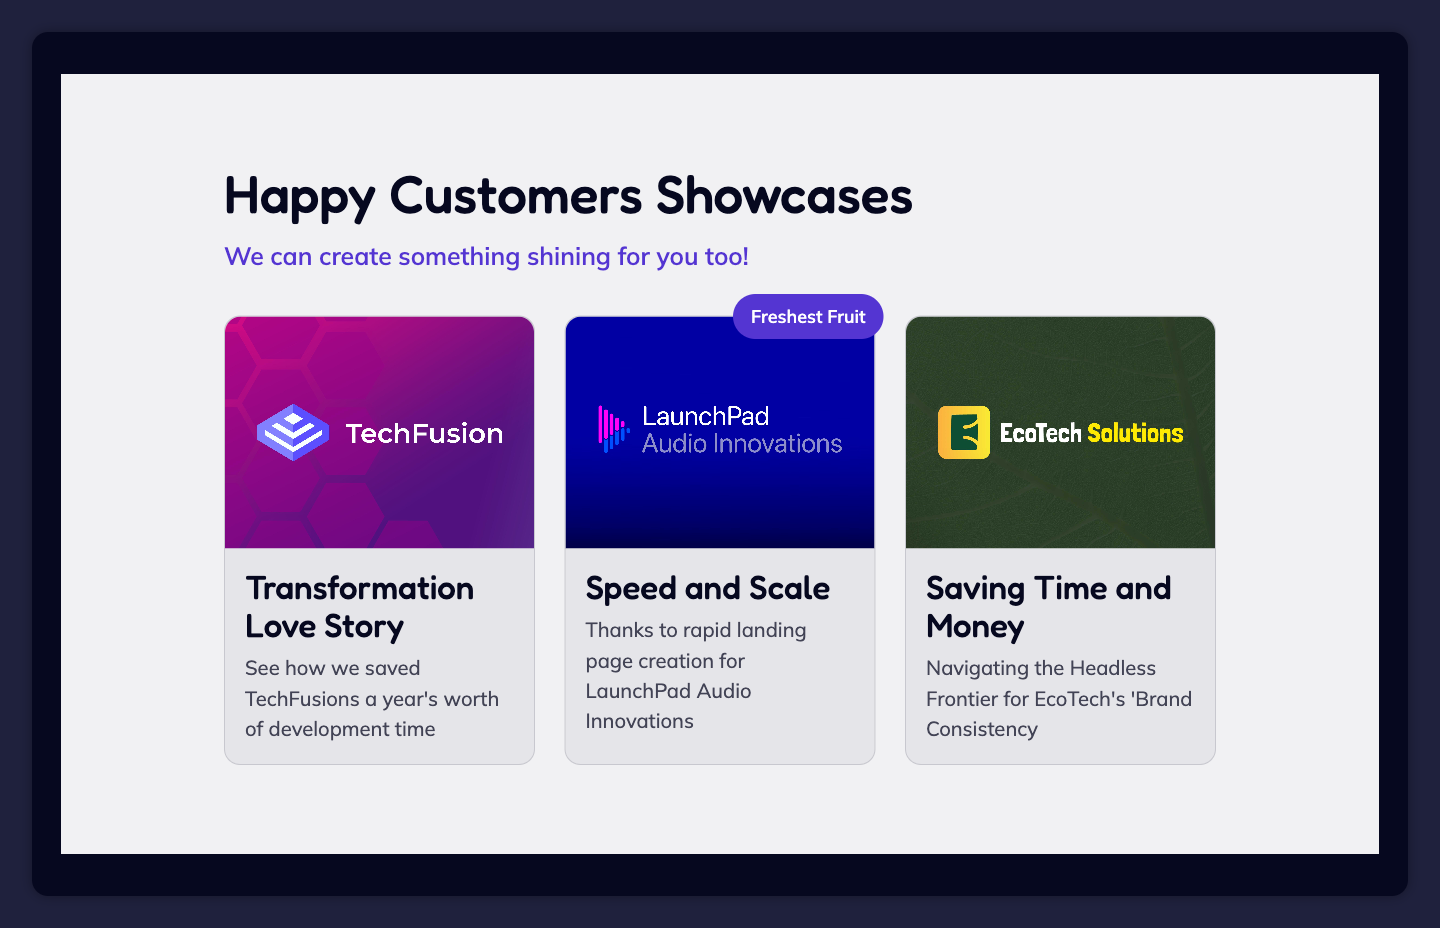 Happy Customers Showcases
We can create something shining for you too!
TechFusion
Transformation
Love Story
See how we saved
TechFusions a year's worth
of development time
Freshest Fruit
LaunchPad
Audio Innovations
Speed and Scale
Thanks to rapid landing
page creation for
LaunchPad Audio
Innovations
EcoTech Solutions
Saving Time and
Money
Navigating the Headless
Frontier for EcoTech's 'Brand
Consistency